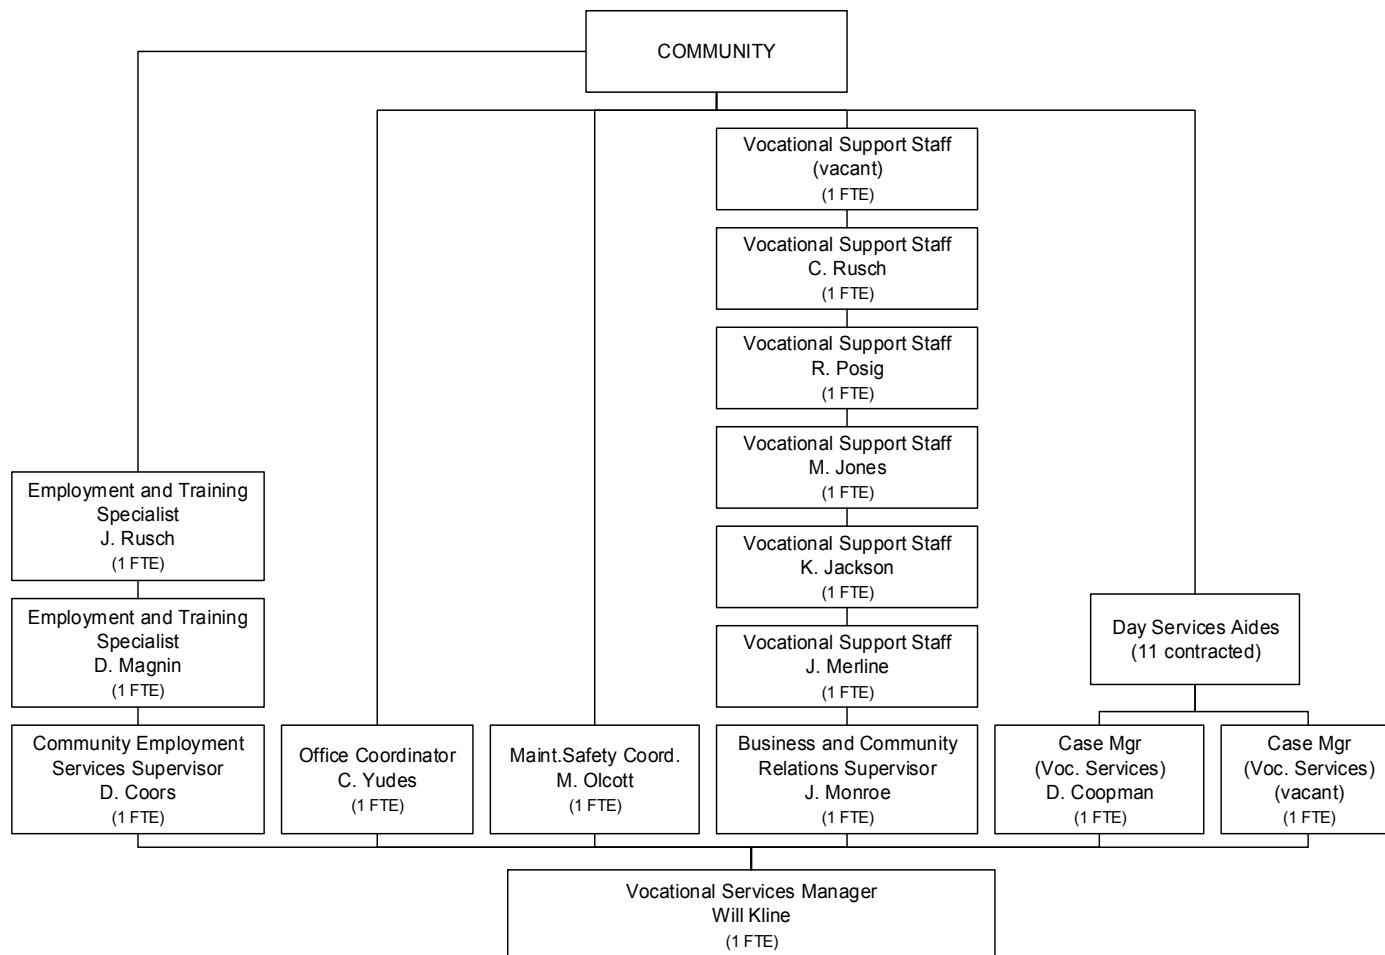 COMMUNITY
Vocational Support Staff
(vacant)
(1 FTE)
Vocational Support Staff
C. Rusch
(1 FTE)
Vocational Support Staff
R. Posig
(1 FTE)
Vocational Support Staff
M. Jones
(1 FTE)
Employment and Training
Specialist
J. Rusch
(1 FTE)
Vocational Support Staff
K. Jackson
(1 FTE)
Employment and Training
Specialist
D. Magnin
(1 FTE)
Vocational Support Staff
J. Merline
(1 FTE)
Day Services Aides
(11 contracted)
Community Employment
Services Supervisor
D. Coors
(1 FTE)
Office Coordinator
C. Yudes
(1 FTE)
Maint.Safety Coord.
M. Olcott
(1 FTE)
Business and Community
Relations Supervisor
J. Monroe
(1 FTE)
Case Mgr
(Voc. Services)
D. Coopman
(1 FTE)
Case Mgr
(Voc. Services)
(vacant)
(1 FTE)
Vocational Services Manager
Will Kline
(1 FTE)